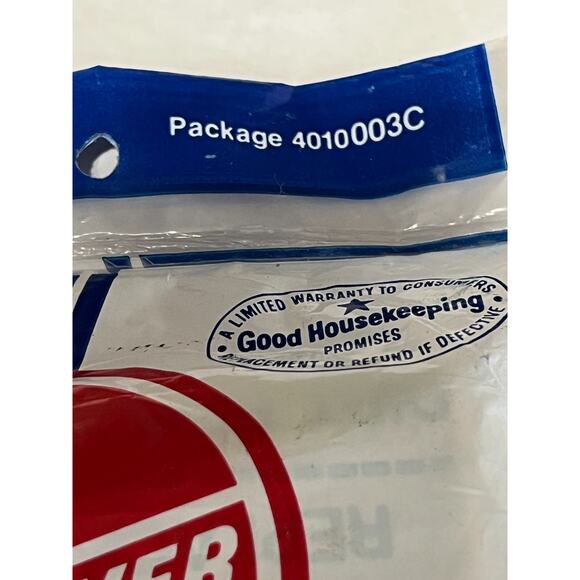 Package 4010003C
A LIMITED WARRANTY TO CONSUMERS
Good Housekeeping
PROMISES
REPLACEMENT OR REFUND IF DEFECTIVE